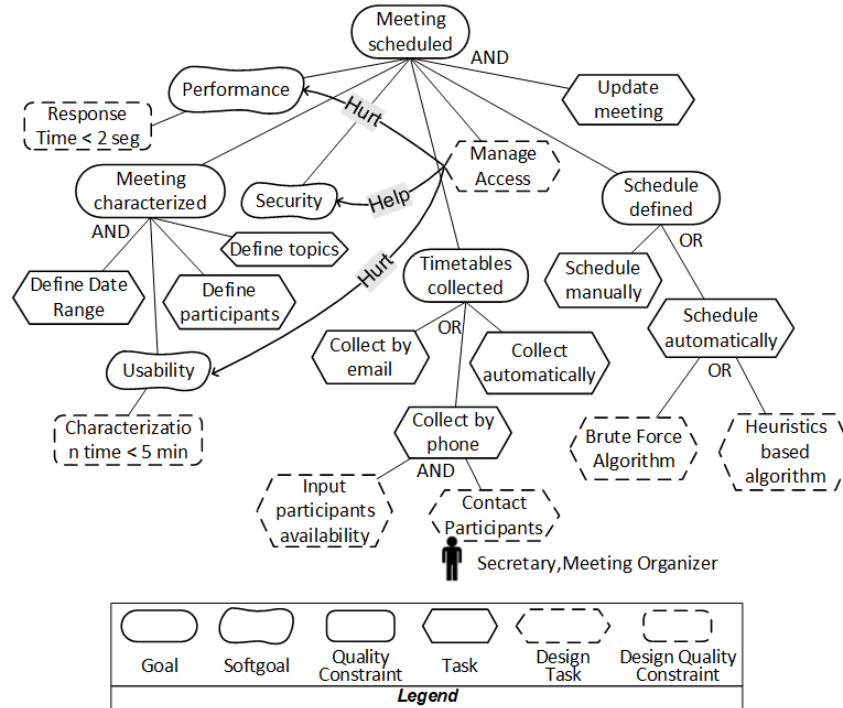 Meeting
scheduled
AND
Performance
Update
meeting
Response
Time < 2 seg
Hurt
Manage
Access
Meeting
characterized
Security
Help
Schedule
defined
AND
Define topics
OR
Hurt
Timetables
collected
Define Date
Range
Define
participants
Schedule
manually
Schedule
automatically
OR
Collect by
email
Collect
automatically
Usability
OR
Characterizatio
n time < 5 min
Collect by
phone
Brute Force
Algorithm
Heuristics
based
algorithm
AND
Input
participants
availability
Contact
Participants
Secretary,Meeting Organizer
Goal
Softgoal
Quality
Constraint
Task
Design
Task
Design Quality
Constraint
Legend